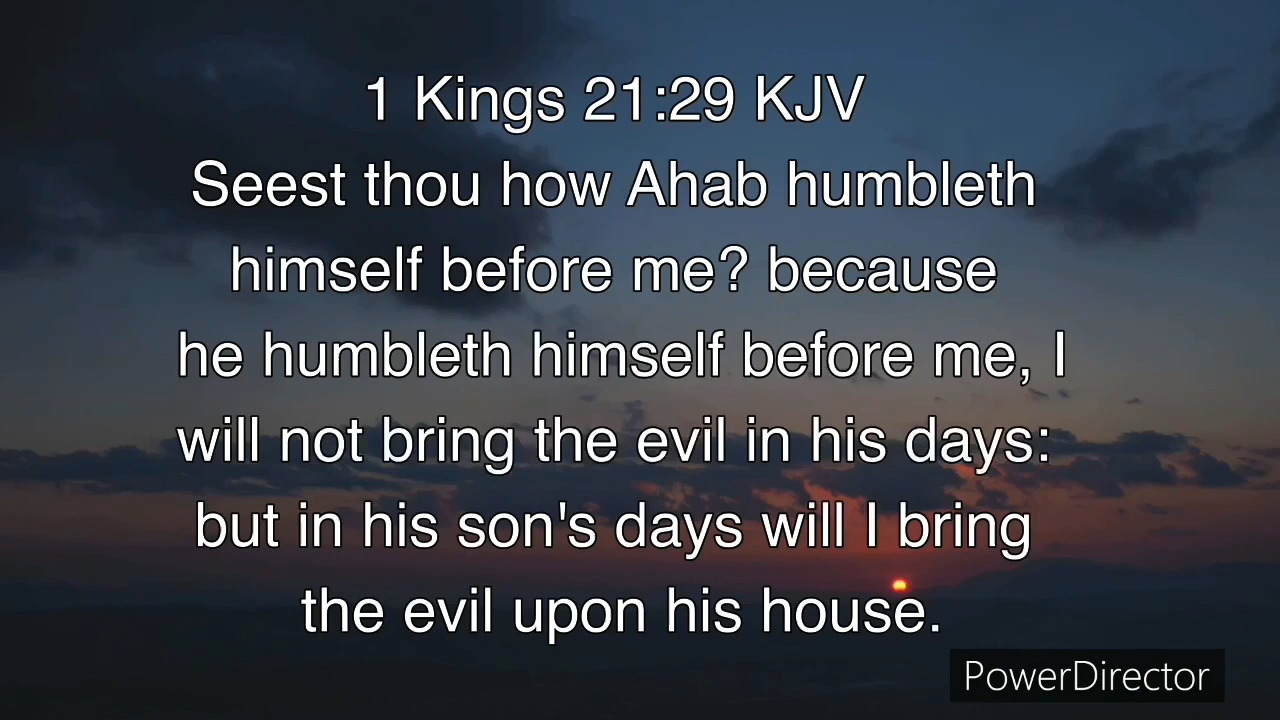 1 Kings 21:29 KJV
Seest thou how Ahab humbleth
himself before me? because
he humbleth himself before me, I
will not bring the evil in his days:
but in his son's days will I bring
the evil upon his house.
PowerDirector